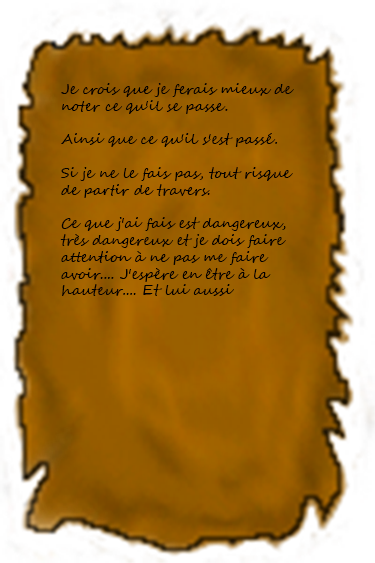 Je crois que je ferais mieux de
noter ce qu'il se passe.
Ainsi que ce qu'il s'est passé.
Si je ne le fais pas, tout risque
de partir de travers.
Ce que j'ai fais est dangereux,
très dangereux et je dois faire
attention à ne pas me faire
avoir.... J'espère en être à la
hauteur.... Et lui aussi